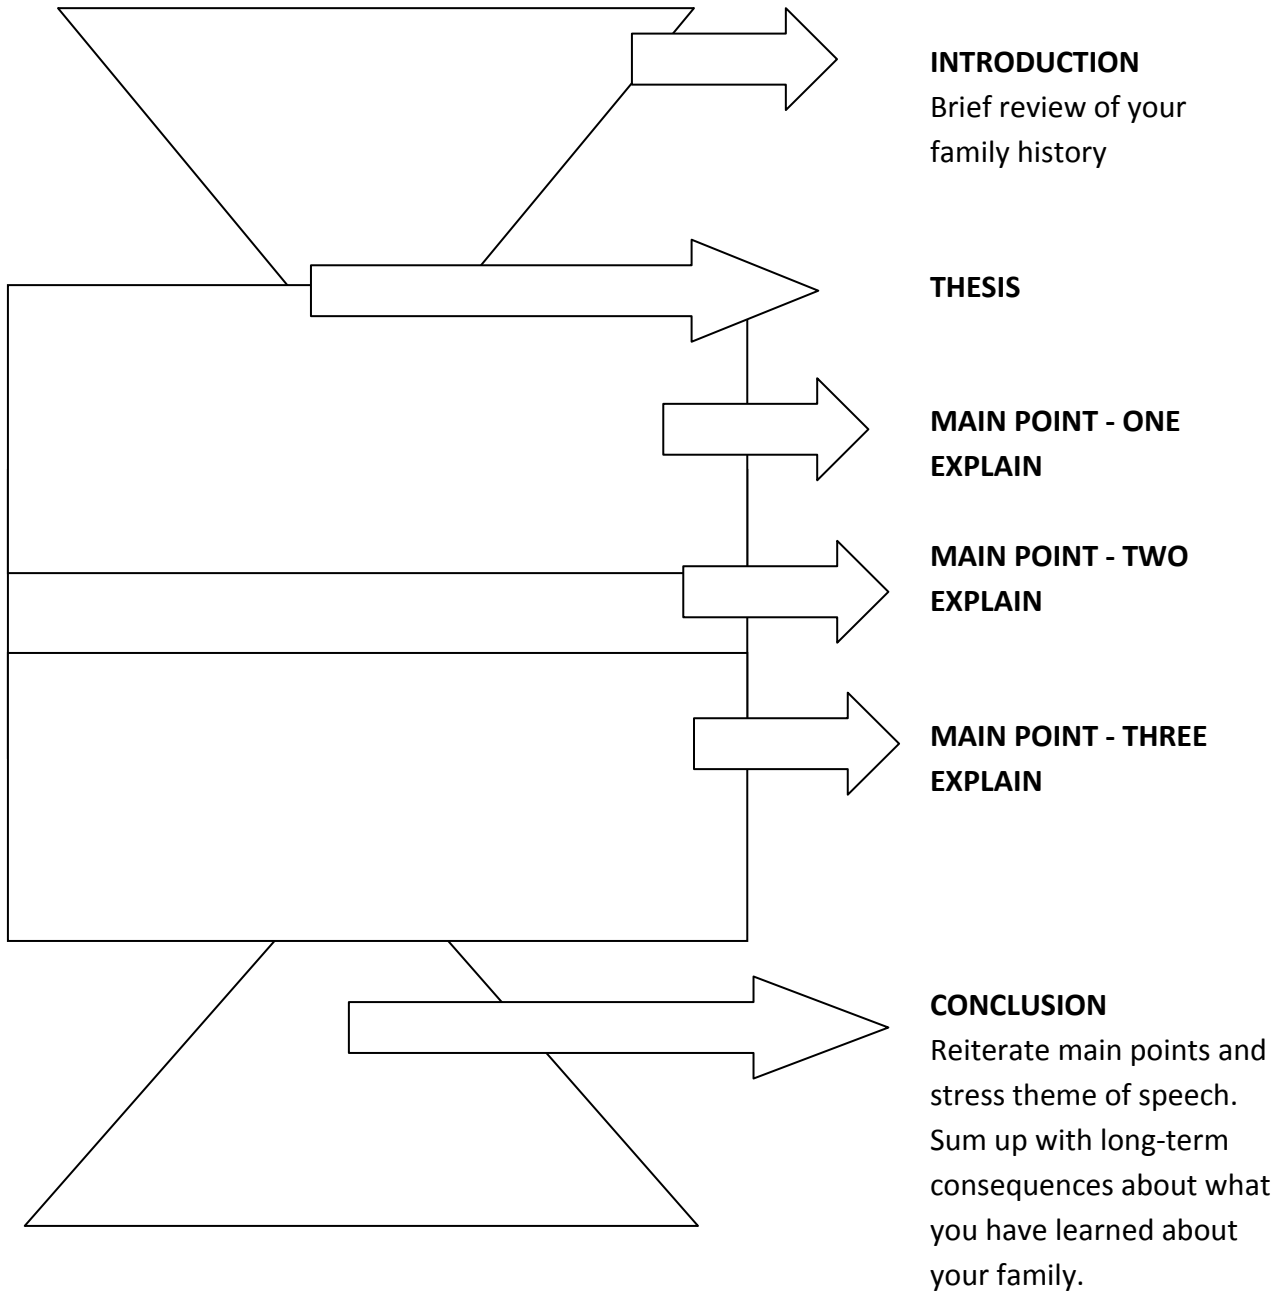 INTRODUCTION
Brief review of your
family history
THESIS
MAIN POINT - ONE
EXPLAIN
MAIN POINT - TWO
EXPLAIN
MAIN POINT - THREE
EXPLAIN
CONCLUSION
Reiterate main points and
stress theme of speech.
Sum up with long-term
consequences about what
you have learned about
your family.